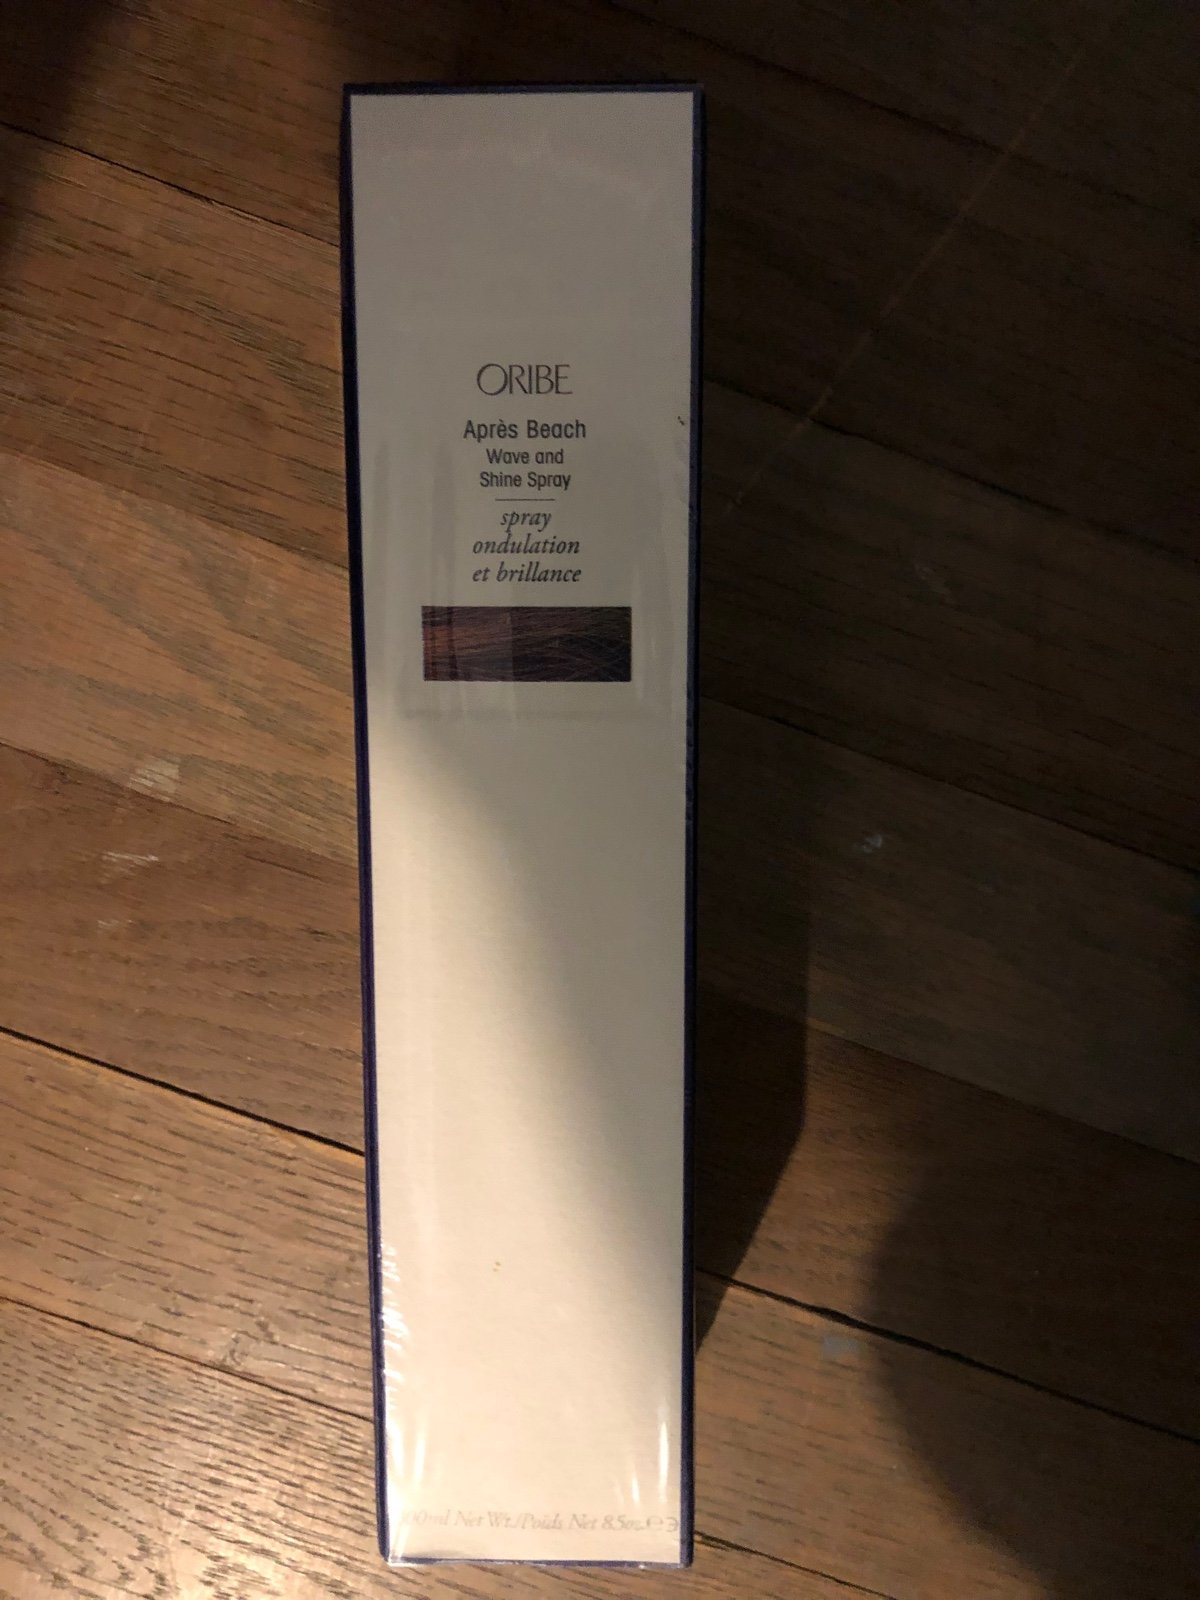 ORIBE
Après Beach
Wave and
Shine Spray
spray
ondulation
et brillance
Net Wt./Poids Net 8.5oz. ℮